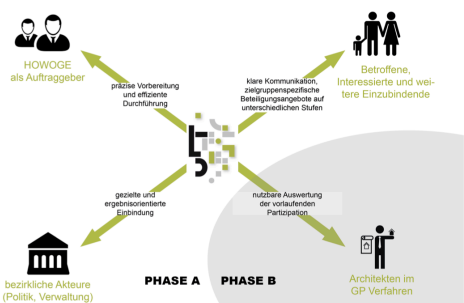 HOWOGE
als Auftraggeber
präzise Vorbereitung
und effiziente
Durchführung
klare Kommunikation,
zielgruppenspezifische
Beteiligungsangebote auf
unterschiedlichen Stufen
Betroffene,
Interessierte und wei-
tere Einzubindende
gezielte und
ergebnisorientierte
Einbindung
nutzbare Auswertung
der vorlaufenden
Partizipation
bezirkliche Akteure
(Politik, Verwaltung)
PHASE A
PHASE B
Architekten im
GP Verfahren